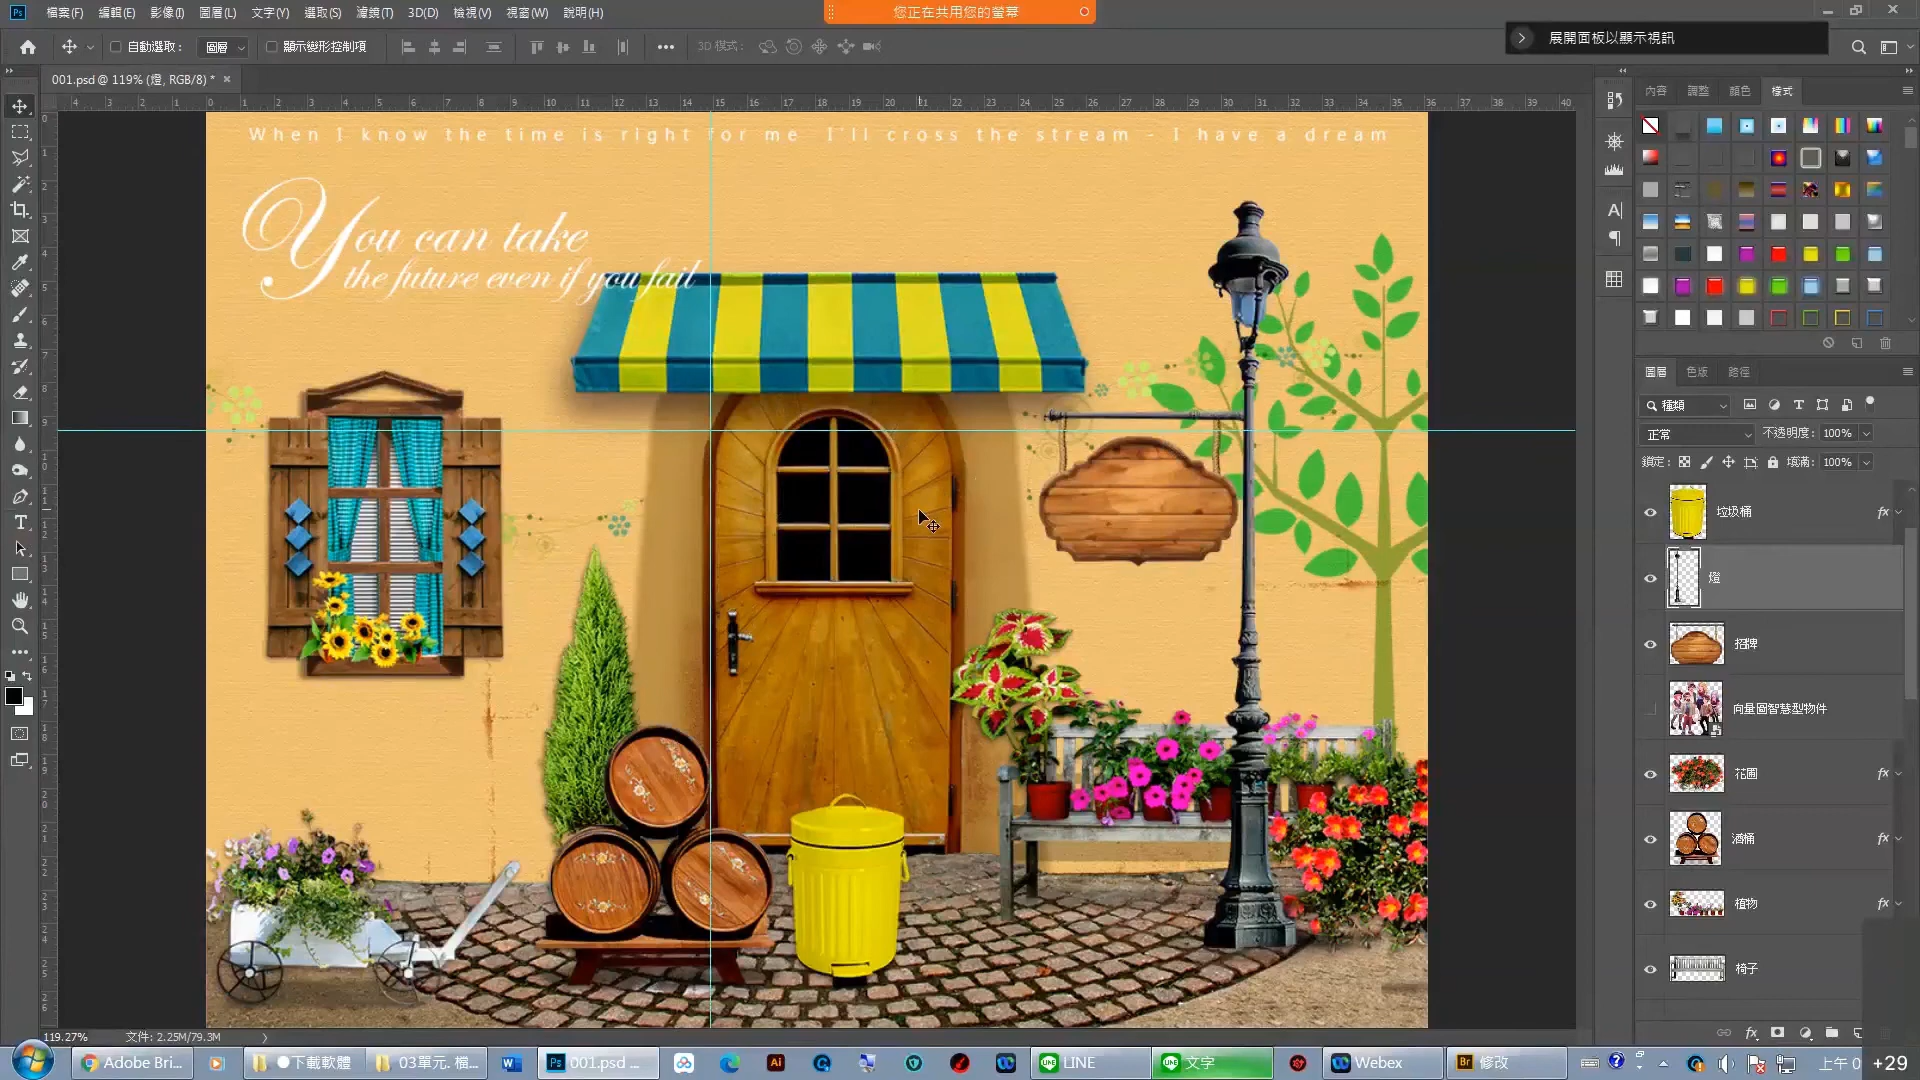 檔案(F) 編輯(E) 影像(I) 圖層(L) 文字(Y) 選取(S) 濾鏡(T) 3D(D) 檢視(V) 視窗(W) 說明(H)
您正在共用您的螢幕
自動選取： 圖層 顯示變形控制項 3D 模式：
展開面板以顯示視訊
001.psd @ 119% (燈, RGB/8) *
內容 調整 顏色 樣式
When I know the time is right for me I'll cross the stream - I have a dream
You can take
the future even if you fail
圖層 色版 路徑
種類
正常 不透明度： 100%
鎖定： 填滿： 100%
垃圾桶
燈
招牌
向量圖智慧型物件
花圃
酒桶
植物
椅子
119.27% 文件: 2.25M/79.3M
Adobe Bri... ●下載軟體 03單元. 檔... 001.psd ... LINE 文字 Webex 修改 上午 0 +29